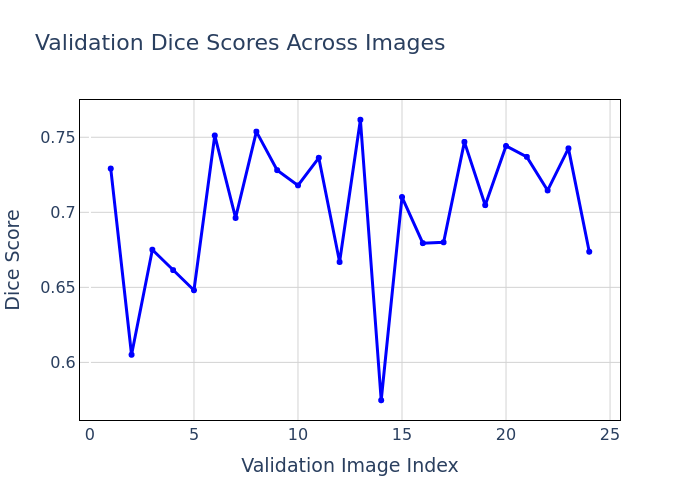 Validation Dice Scores Across Images
0.75
0.7
0.65
0.6
Dice Score
0 5 10 15 20 25
Validation Image Index